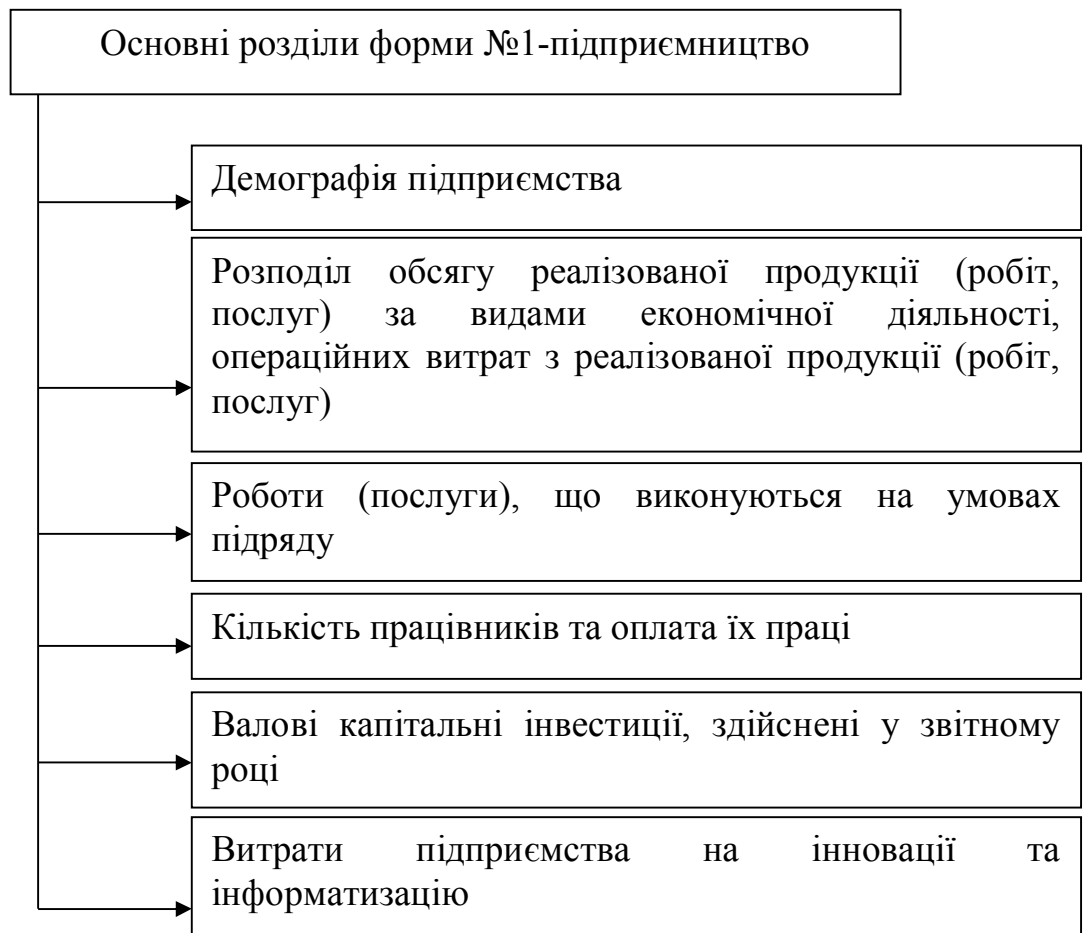 Основні розділи форми №1-підприємництво
Демографія підприємства
Розподіл обсягу реалізованої продукції (робіт,
послуг) за видами економічної діяльності,
операційних витрат з реалізованої продукції (робіт,
послуг)
Роботи (послуги), що виконуються на умовах
підряду
Кількість працівників та оплата їх праці
Валові капітальні інвестиції, здійснені у звітному
році
Витрати підприємства на інновації та
інформатизацію